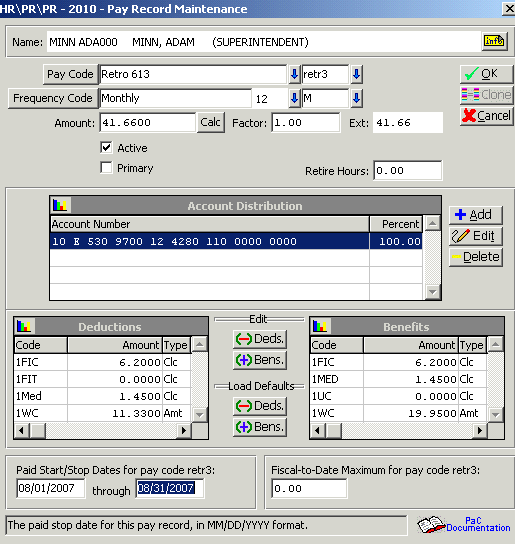 HR\PR\PR - 2010 - Pay Record Maintenance
Name: MINN ADA000 MINN, ADAM (SUPERINTENDENT) info
Pay Code Retro 613 retr3 OK
Frequency Code Monthly 12 M Clone
Amount: 41.6600 Calc Factor: 1.00 Ext: 41.66 Cancel
Active
Primary Retire Hours: 0.00
Account Distribution
Account Number Percent Add
10 E 530 9700 12 4280 110 0000 0000 100.00 Edit
Delete
Deductions Edit Benefits
Code Amount Type Deds. Code Amount Type
1FIC 6.2000 Clc Bens. 1FIC 6.2000 Clc
1FIT 0.0000 Clc Load Defaults 1MED 1.4500 Clc
1Med 1.4500 Clc Deds. 1UC 0.0000 Clc
1WC 11.3300 Amt Bens. 1WC 19.9500 Amt
Paid Start/Stop Dates for pay code retr3: Fiscal-to-Date Maximum for pay code retr3:
08/01/2007 through 08/31/2007 0.00
The paid stop date for this pay record, in MM/DD/YYYY format. PaC
Documentation